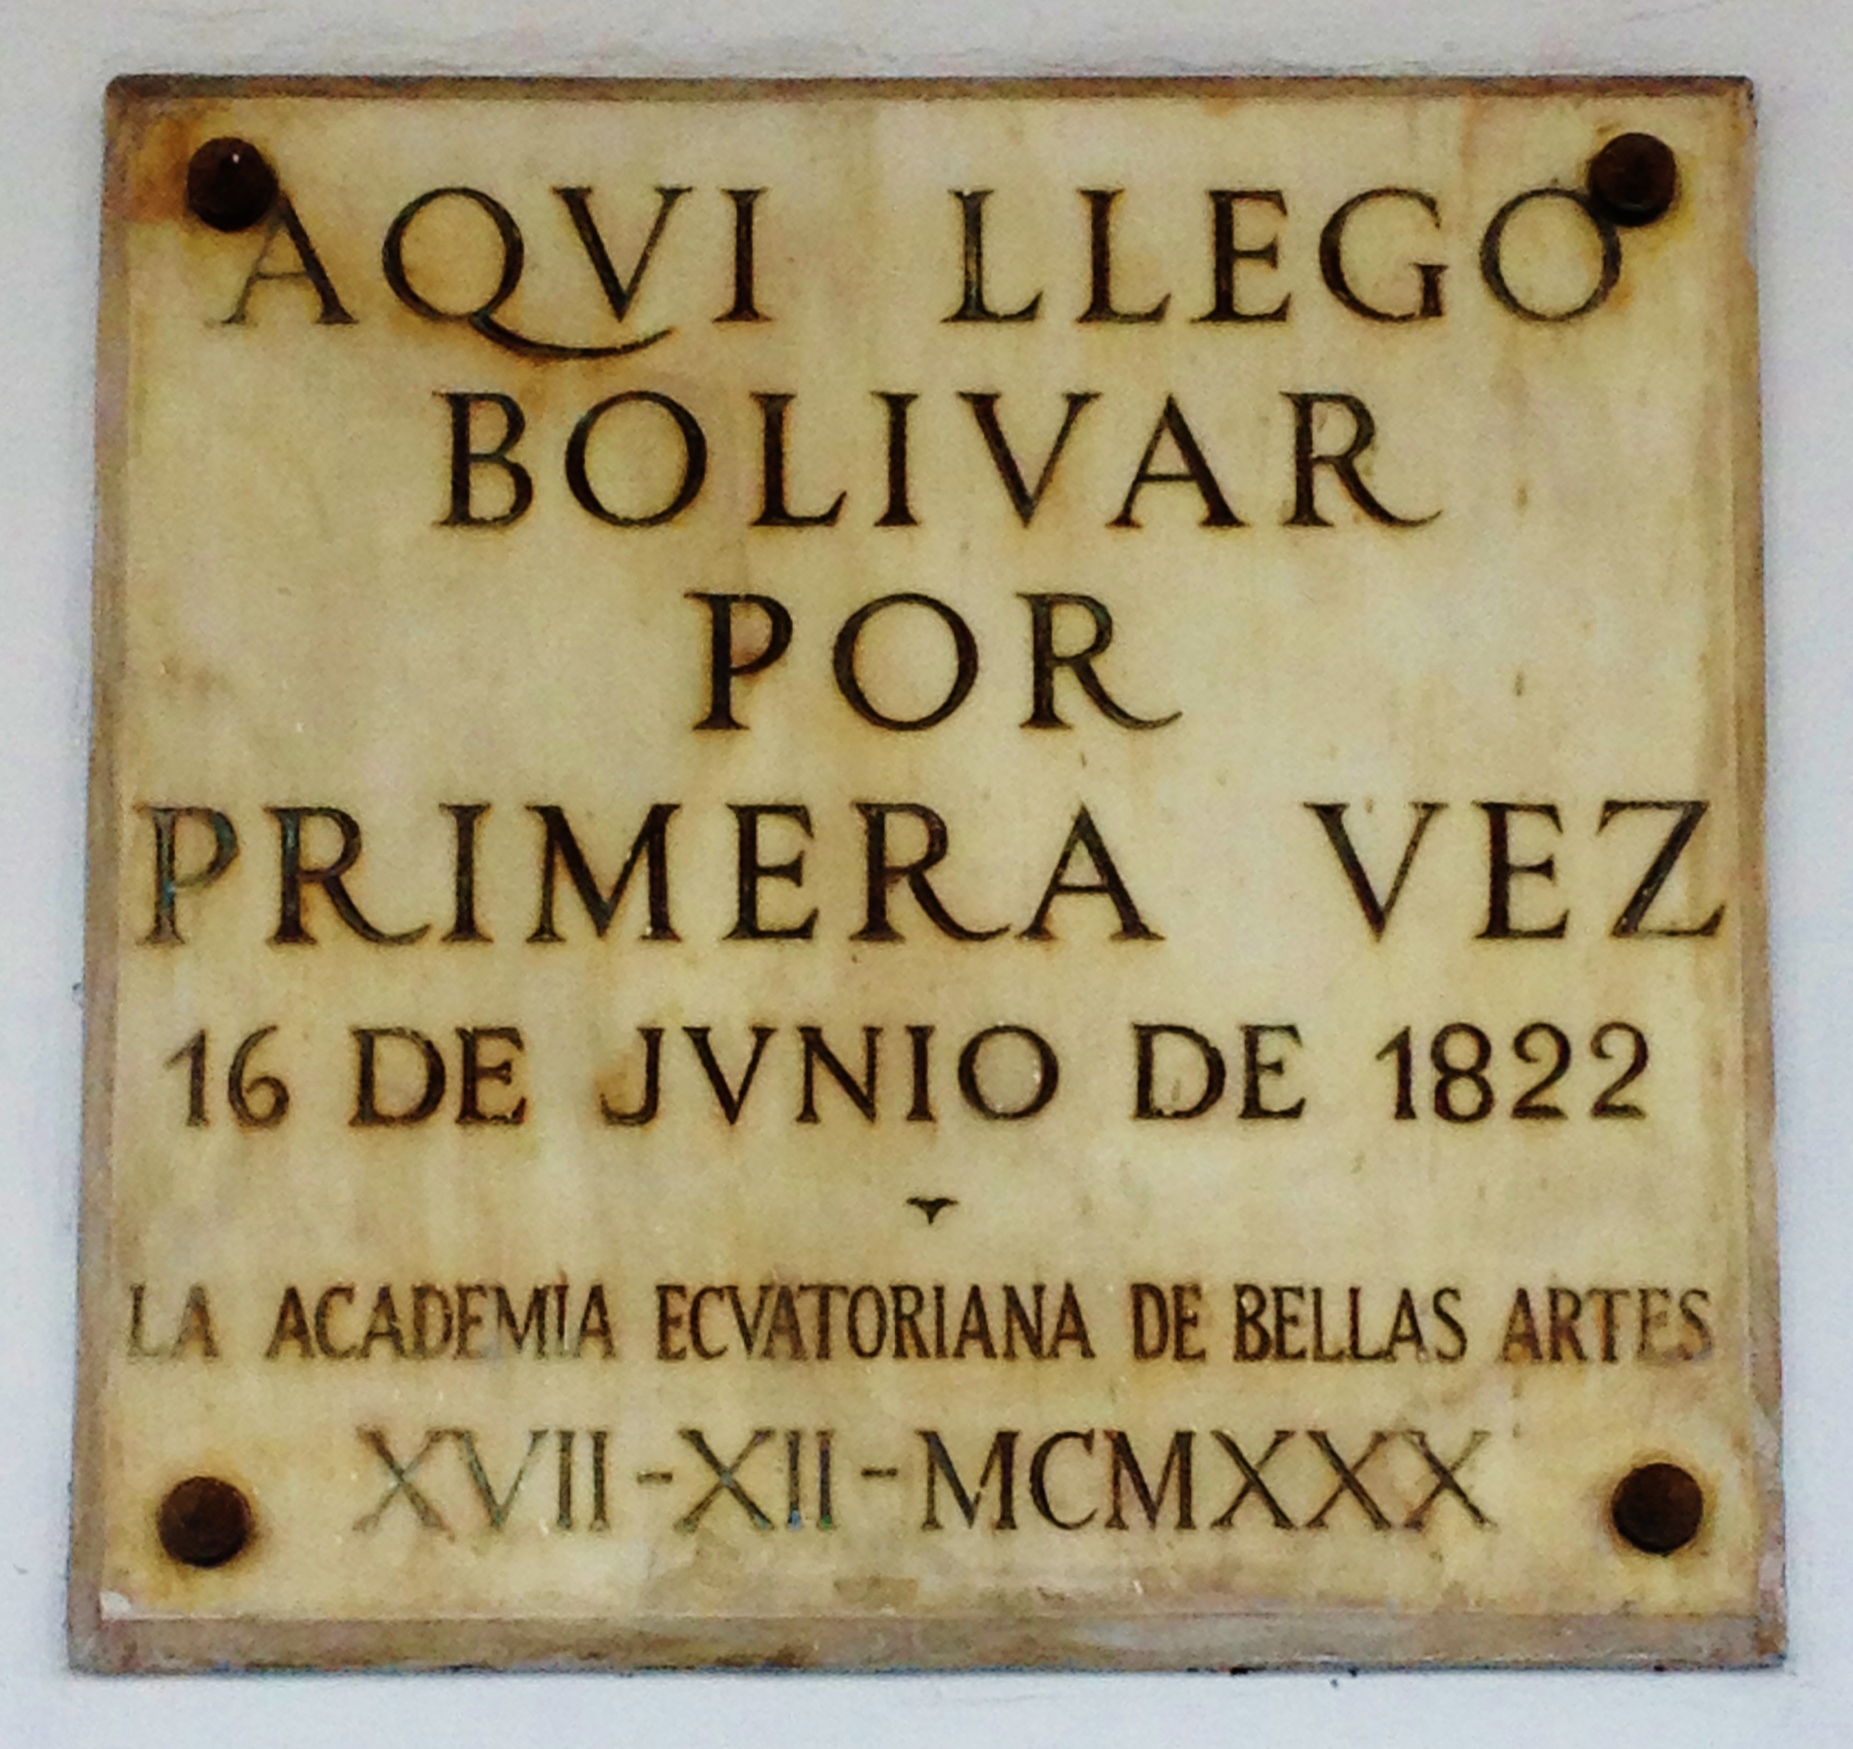 AQVI LLEGO
BOLIVAR
POR
PRIMERA VEZ
16 DE JVNIO DE 1822
LA ACADEMIA ECVATORIANA DE BELLAS ARTES
XVII-XII-MCMXXX